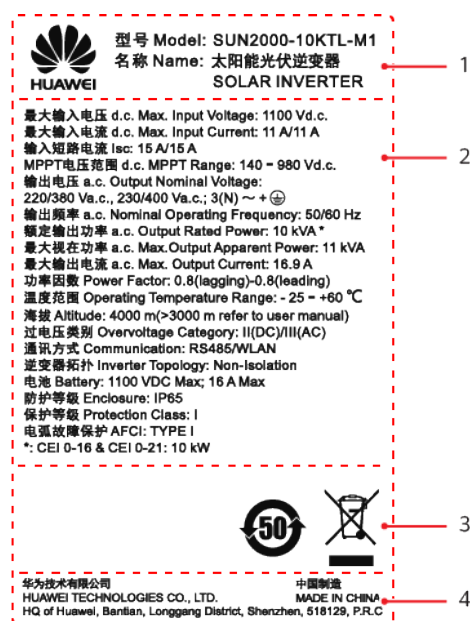 HUAWEI
型号 Model: SUN2000-10KTL-M1
名称 Name: 太阳能光伏逆变器
SOLAR INVERTER
1
最大输入电压 d.c. Max. Input Voltage: 1100 Vd.c.
最大输入电流 d.c. Max. Input Current: 11 A/11 A
输入短路电流 Isc: 15 A/15 A
MPPT电压范围 d.c. MPPT Range: 140 - 980 Vd.c.
输出电压 a.c. Output Nominal Voltage:
220/380 Va.c., 230/400 Va.c.; 3(N) ~ +
输出频率 a.c. Nominal Operating Frequency: 50/60 Hz
额定输出功率 a.c. Output Rated Power: 10 kVA *
最大视在功率 a.c. Max.Output Apparent Power: 11 kVA
最大输出电流 a.c. Max. Output Current: 16.9 A
功率因数 Power Factor: 0.8(lagging)-0.8(leading)
温度范围 Operating Temperature Range: - 25 - +60 ℃
海拔 Altitude: 4000 m(>3000 m refer to user manual)
过电压类别 Overvoltage Category: II(DC)/III(AC)
通讯方式 Communication: RS485/WLAN
逆变器拓扑 Inverter Topology: Non-Isolation
电池 Battery: 1100 VDC Max; 16 A Max
防护等级 Enclosure: IP65
保护等级 Protection Class: I
电弧故障保护 AFCI: TYPE I
*: CEI 0-16 & CEI 0-21: 10 kW
2
50
3
华为技术有限公司
中国制造
HUAWEI TECHNOLOGIES CO., LTD.
MADE IN CHINA
HQ of Huawei, Bantian, Longgang District, Shenzhen, 518129, P.R.C
4